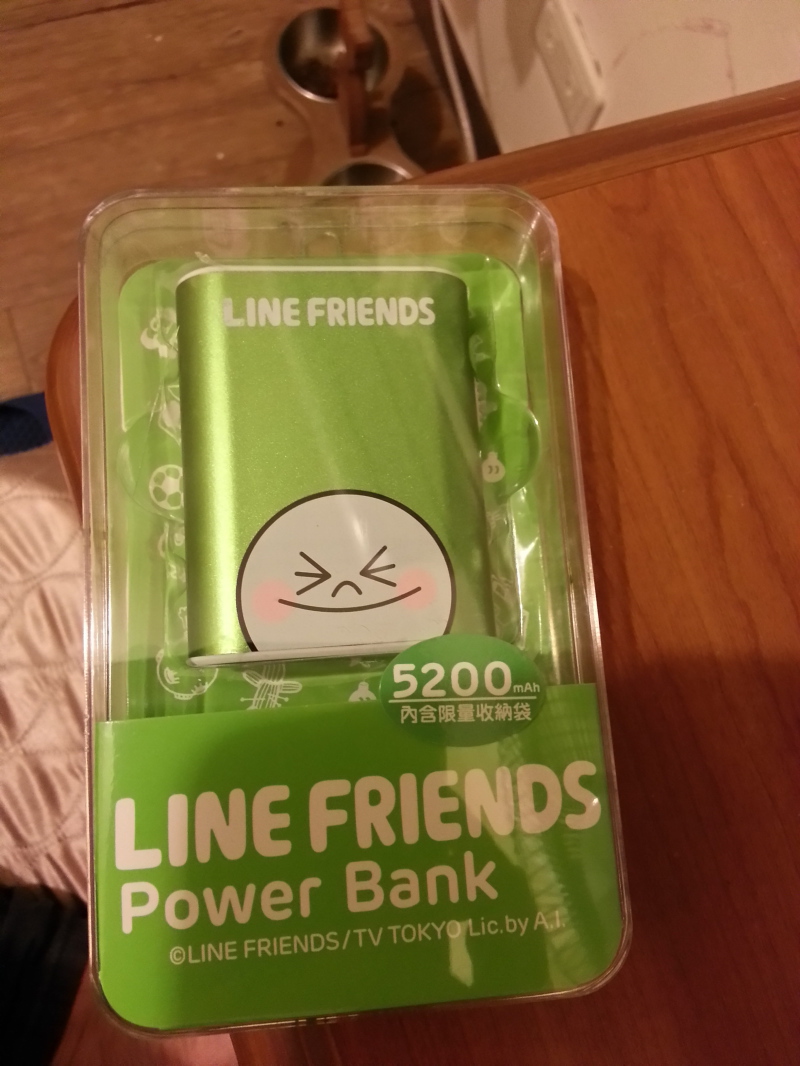 LINE FRIENDS
5200mAh
內含限量收納袋
LINE FRIENDS
Power Bank
©LINE FRIENDS/TV TOKYO Lic.by A.I.